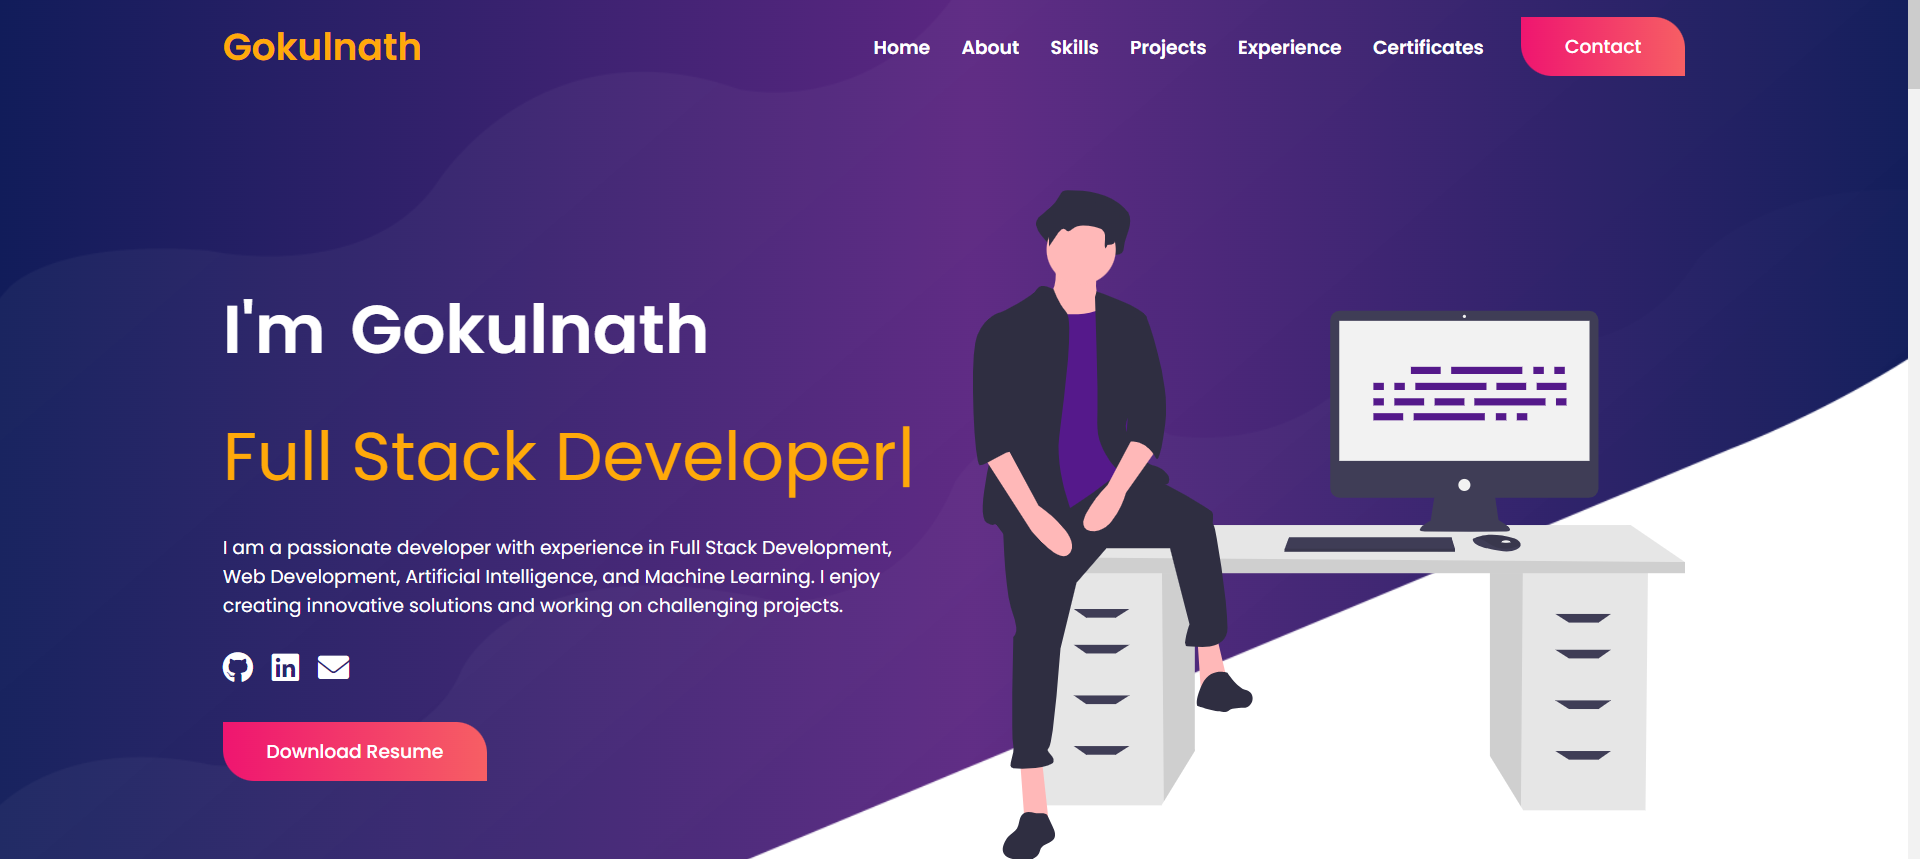 Gokulnath
Home About Skills Projects Experience Certificates Contact
I'm Gokulnath
Full Stack Developer|
I am a passionate developer with experience in Full Stack Development,
Web Development, Artificial Intelligence, and Machine Learning. I enjoy
creating innovative solutions and working on challenging projects.
in
Download Resume